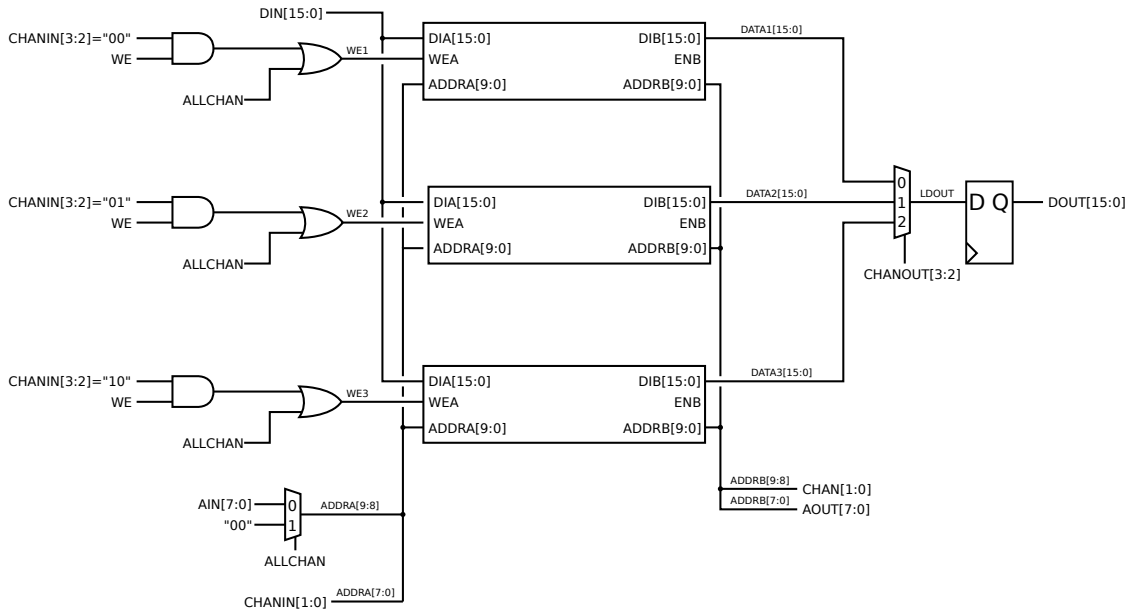 DIN[15:0]
CHANIN[3:2]="00"
WE
ALLCHAN
WE1
DIA[15:0]
WEA
ADDRA[9:0]
DIB[15:0]
ENB
ADDRB[9:0]
DATA1[15:0]
CHANIN[3:2]="01"
WE
ALLCHAN
WE2
DIA[15:0]
WEA
ADDRA[9:0]
DIB[15:0]
ENB
ADDRB[9:0]
DATA2[15:0]
0
1
2
CHANOUT[3:2]
LDOUT
D Q
DOUT[15:0]
CHANIN[3:2]="10"
WE
ALLCHAN
WE3
DIA[15:0]
WEA
ADDRA[9:0]
DIB[15:0]
ENB
ADDRB[9:0]
DATA3[15:0]
AIN[7:0]
"00"
0
1
ALLCHAN
ADDRA[9:8]
CHANIN[1:0]
ADDRA[7:0]
ADDRB[9:8]
CHAN[1:0]
ADDRB[7:0]
AOUT[7:0]